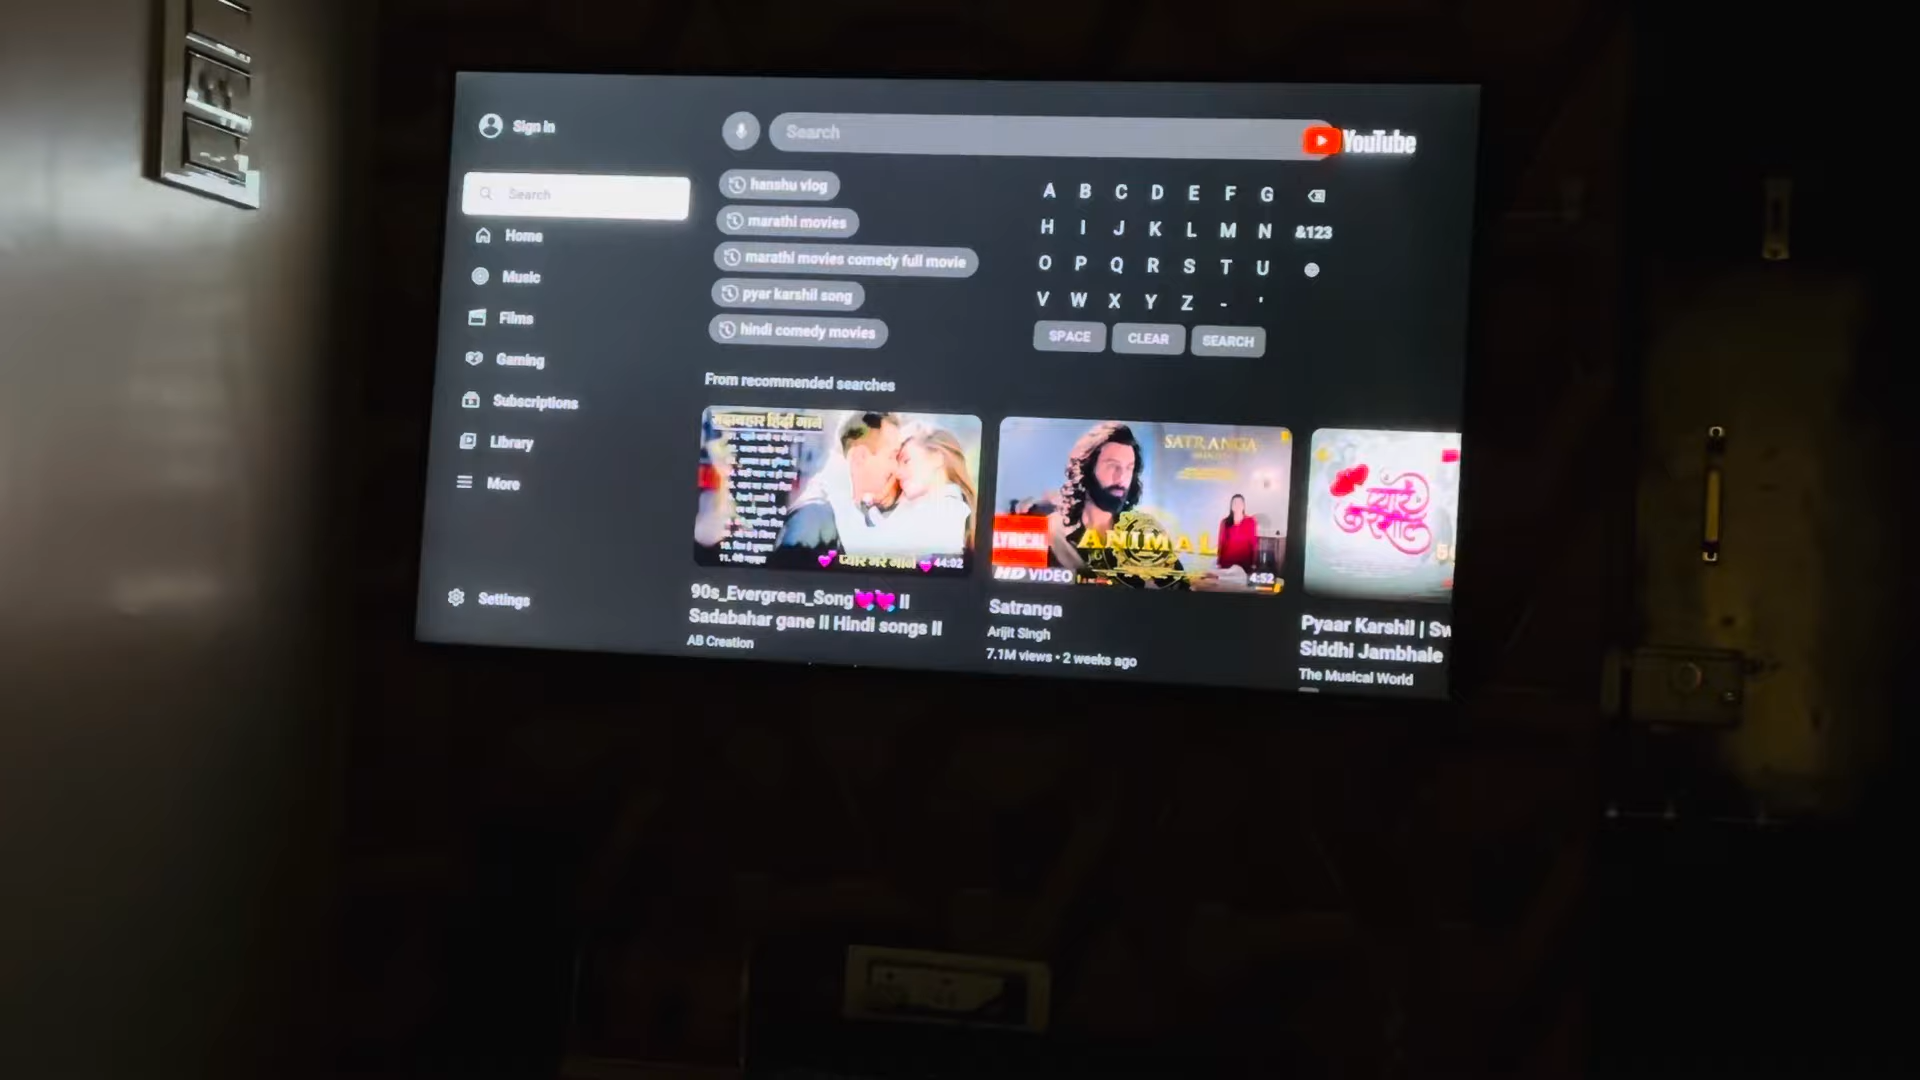 Sign in
Search
Home
Music
Films
Gaming
Subscriptions
Library
More
Settings
Search
YouTube
hanshu vlog
marathi movies
marathi movies comedy full movie
pyar karshil song
hindi comedy movies
A B C D E F G
H I J K L M N &123
O P Q R S T U
V W X Y Z - '
SPACE CLEAR SEARCH
From recommended searches
सदाबहार हिंदी गाने
प्यार भरे गाने
44:02
90s_Evergreen_Song💘💘 II
Sadabahar gane II Hindi songs II
AB Creation
SATRANGA
LYRICAL
ANIMAL
HD VIDEO
4:52
Satranga
Arijit Singh
7.1M views • 2 weeks ago
Pyaar Karshil | Sw
Siddhi Jambhale
The Musical World